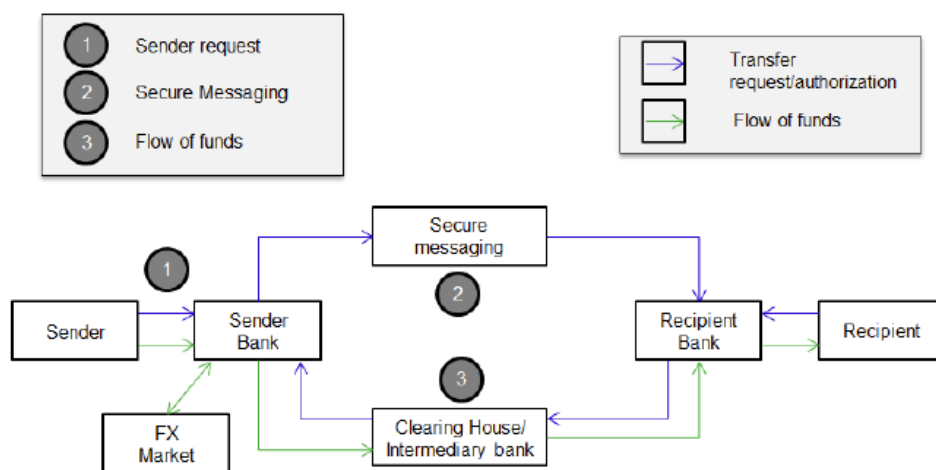 1 Sender request
2 Secure Messaging
3 Flow of funds
Transfer
request/authorization
Flow of funds
Secure
messaging
1
2
Sender
Sender
Bank
Recipient
Bank
Recipient
3
FX
Market
Clearing House/
Intermediary bank